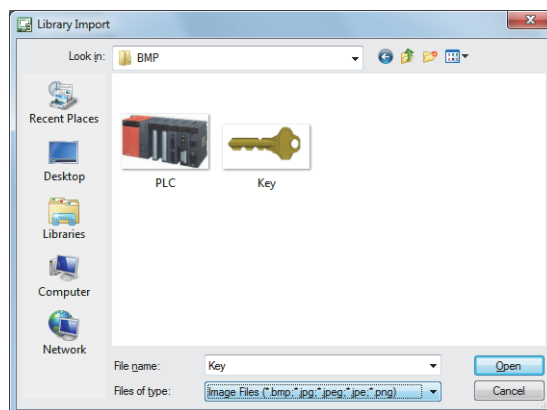 Library Import
Look in:
BMP
Recent Places
Desktop
Libraries
Computer
Network
PLC
Key
File name:
Key
Open
Files of type:
Image Files (*.bmp;*.jpg;*.jpeg;*.jpe;*.png)
Cancel